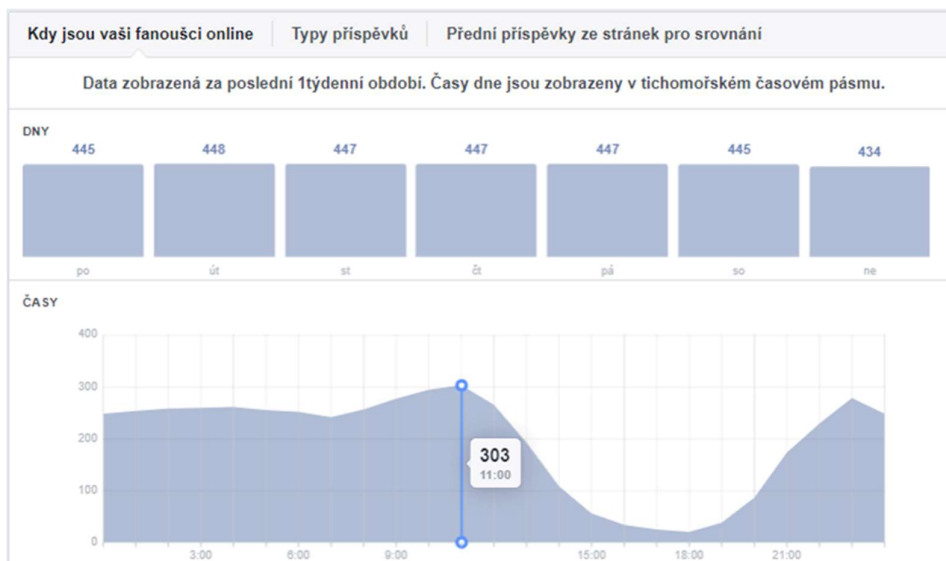 Kdy jsou vaši fanoušci online Typy příspěvků Přední příspěvky ze stránek pro srovnání
Data zobrazená za poslední 1týdenní období. Časy dne jsou zobrazeny v tichomořském časovém pásmu.
DNY
445 448 447 447 447 445 434
po út st čt pá so ne
ČASY
400
300
200
100
0
303
11:00
3:00 6:00 9:00 15:00 18:00 21:00